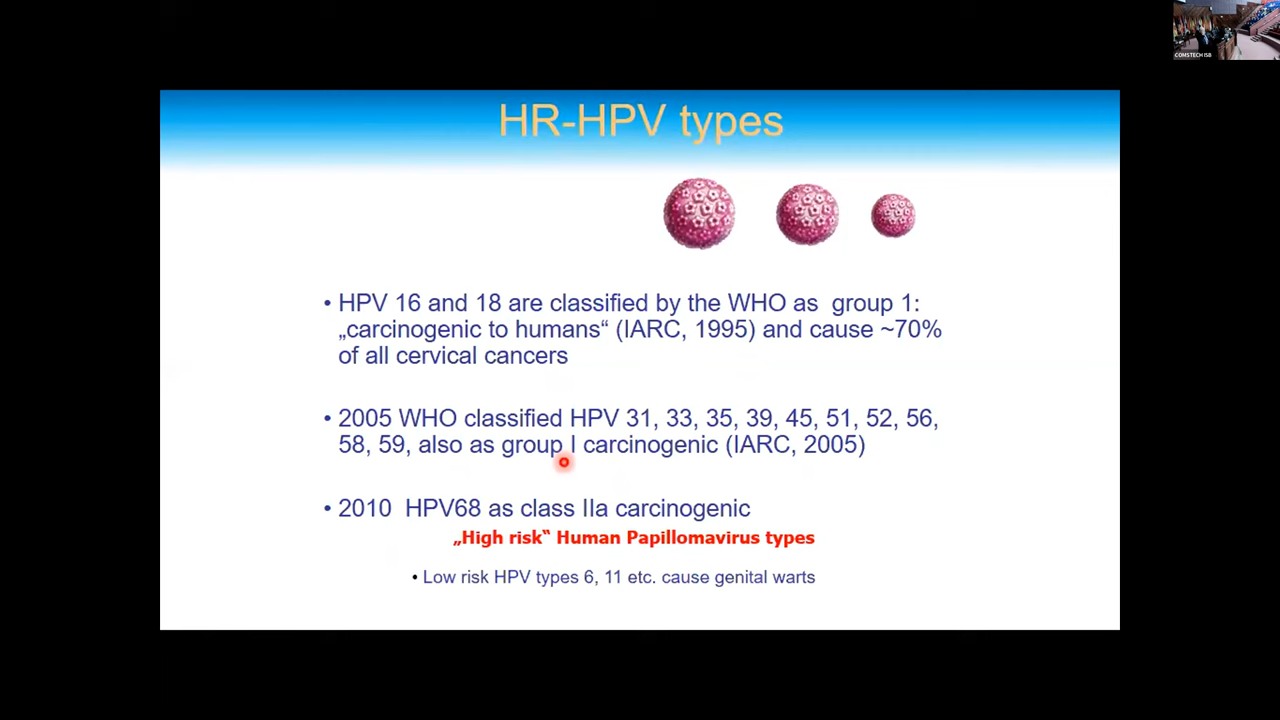 COMSTECH ISB
HR-HPV types
• HPV 16 and 18 are classified by the WHO as  group 1:
„carcinogenic to humans“ (IARC, 1995) and cause ~70%
of all cervical cancers
• 2005 WHO classified HPV 31, 33, 35, 39, 45, 51, 52, 56,
58, 59, also as group I carcinogenic (IARC, 2005)
• 2010  HPV68 as class IIa carcinogenic
„High risk“ Human Papillomavirus types
• Low risk HPV types 6, 11 etc. cause genital warts